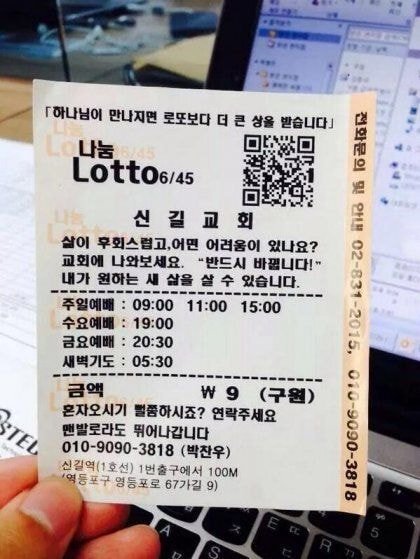 「하나님이 만나지면 로또보다 더 큰 상을 받습니다」
나눔
Lotto6/45
신길교회
삶이 후회스럽고,어떤 어려움이 있나요?
교회에 나와보세요. "반드시 바뀝니다!"
내가 원하는 새 삶을 살 수 있습니다.
주일예배 : 09:00 11:00 15:00
수요예배 : 19:00
금요예배 : 20:30
새벽기도 : 05:30
금액 ₩ 9 (구원)
혼자오시기 뻘쭘하시죠? 연락주세요
맨발로라도 뛰어나갑니다
010-9090-3818 (박찬우)
신길역(1호선) 1번출구에서 100M
(영등포구 영등포로 67가길 9)
전화문의 및 안내 02-831-2015, 010-9090-3818